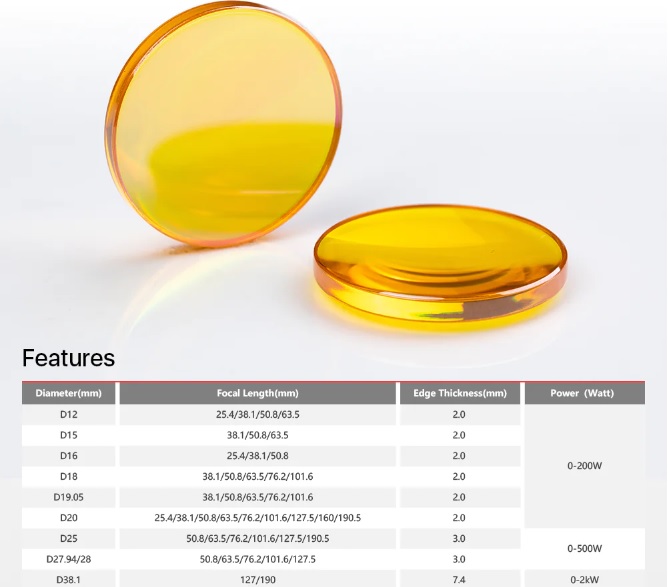 Features
Diameter(mm) Focal Length(mm) Edge Thickness(mm) Power (Watt)
D12 25.4/38.1/50.8/63.5 2.0
D15 38.1/50.8/63.5 2.0
D16 25.4/38.1/50.8 2.0
0-200W
D18 38.1/50.8/63.5/76.2/101.6 2.0
D19.05 38.1/50.8/63.5/76.2/101.6 2.0
D20 25.4/38.1/50.8/63.5/76.2/101.6/127.5/160/190.5 2.0
D25 50.8/63.5/76.2/101.6/127.5/190.5 3.0
0-500W
D27.94/28 50.8/63.5/76.2/101.6/127.5 3.0
D38.1 127/190 7.4 0-2kW